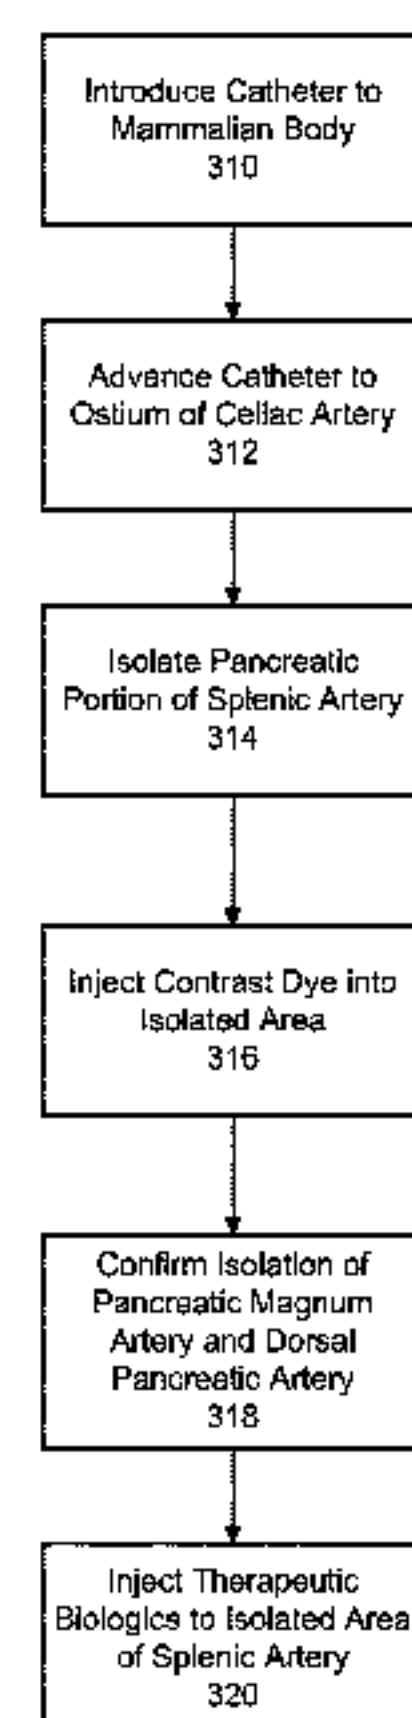 Introduce Catheter to
Mammalian Body
310
Advance Catheter to
Ostium of Celiac Artery
312
Isolate Pancreatic
Portion of Splenic Artery
314
Inject Contrast Dye into
Isolated Area
316
Confirm Isolation of
Pancreatic Magnum
Artery and Dorsal
Pancreatic Artery
318
Inject Therapeutic
Biologics to Isolated Area
of Splenic Artery
320